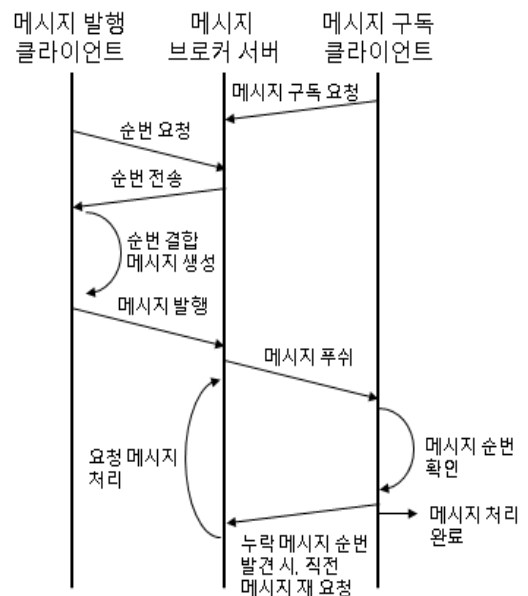 메시지 발행
클라이언트
메시지
브로커 서버
메시지 구독
클라이언트
메시지 구독 요청
순번 요청
순번 전송
순번 결합
메시지 생성
메시지 발행
메시지 푸쉬
요청 메시지
처리
메시지 순번
확인
메시지 처리
완료
누락 메시지 순번
발견 시, 직전
메시지 재 요청